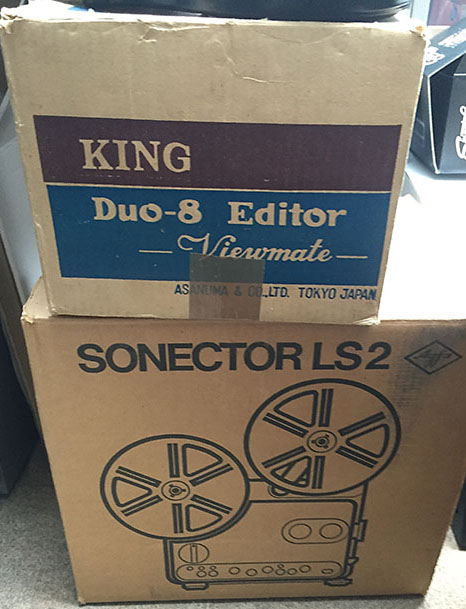 KING
Duo-8 Editor
— Viewmate —
ASANUMA & CO.,LTD. TOKYO JAPAN
SONECTOR LS2